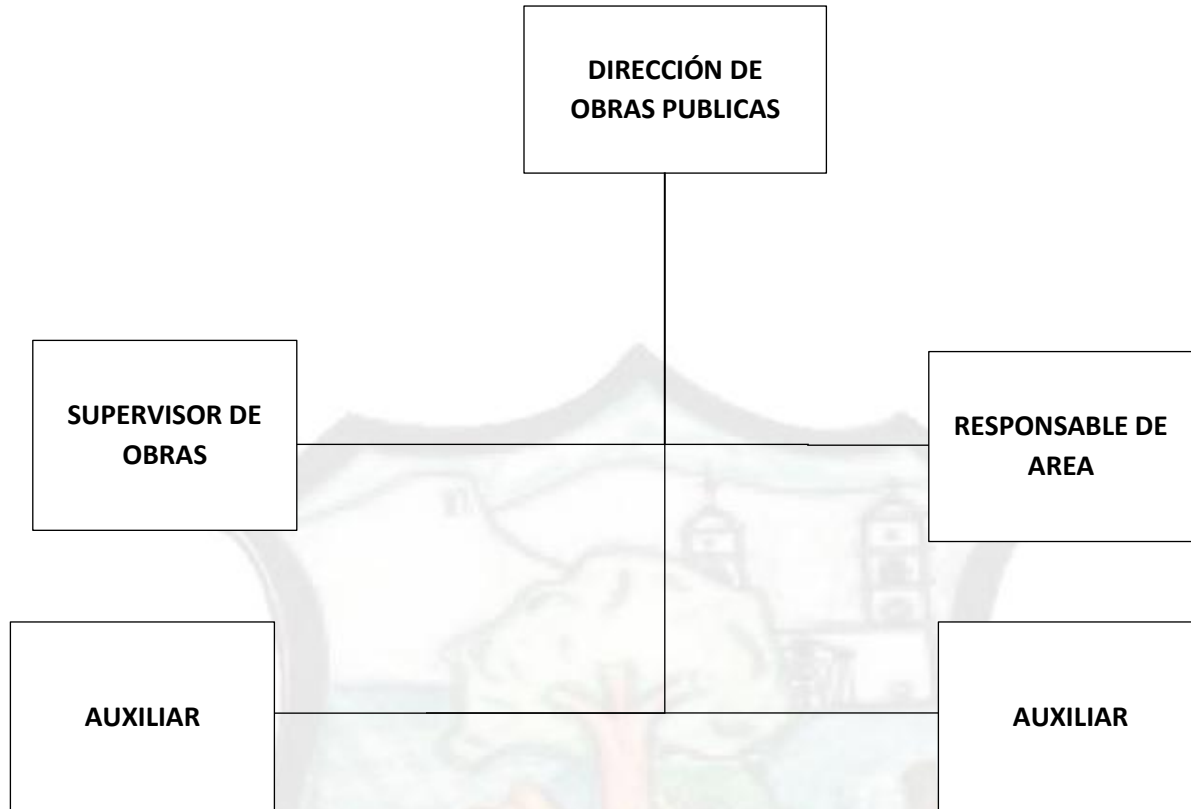 DIRECCIÓN DE
OBRAS PUBLICAS
SUPERVISOR DE
OBRAS
RESPONSABLE DE
AREA
AUXILIAR
AUXILIAR